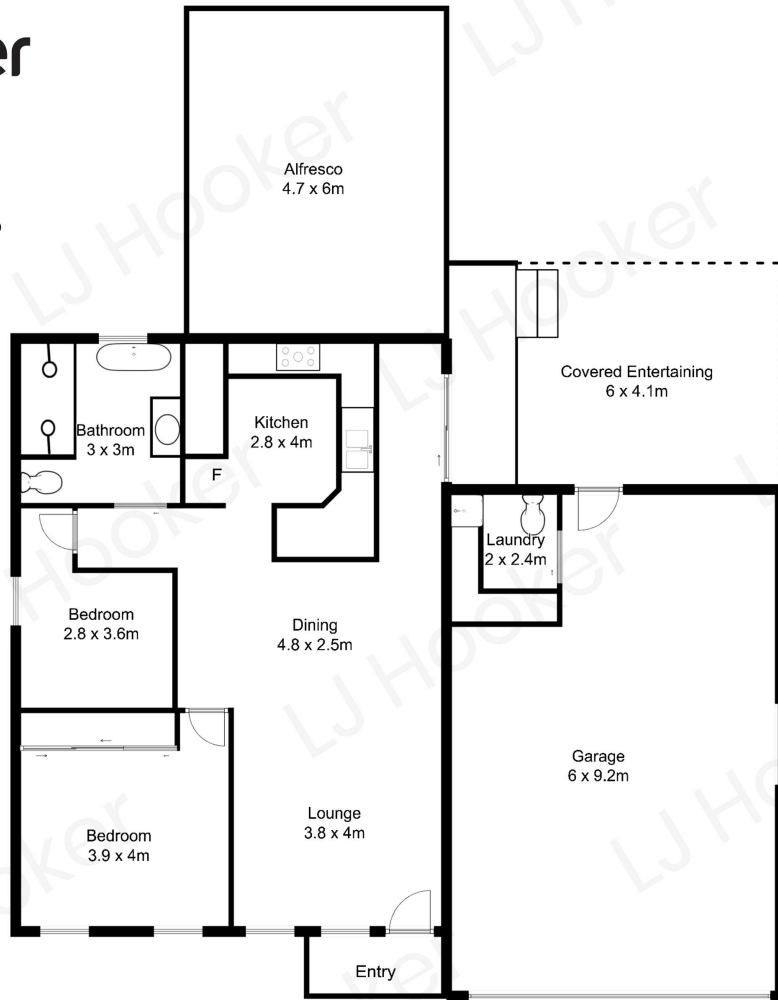 er
Alfresco
4.7 x 6m
Covered Entertaining
6 x 4.1m
Kitchen
2.8 x 4m
Bathroom
3 x 3m
F
Laundry
2 x 2.4m
Bedroom
2.8 x 3.6m
Dining
4.8 x 2.5m
Garage
6 x 9.2m
Lounge
3.8 x 4m
Bedroom
3.9 x 4m
Entry
LJ Hooker
LJ Hooker
LJ Hooker
LJ Hooker
LJ Hooker